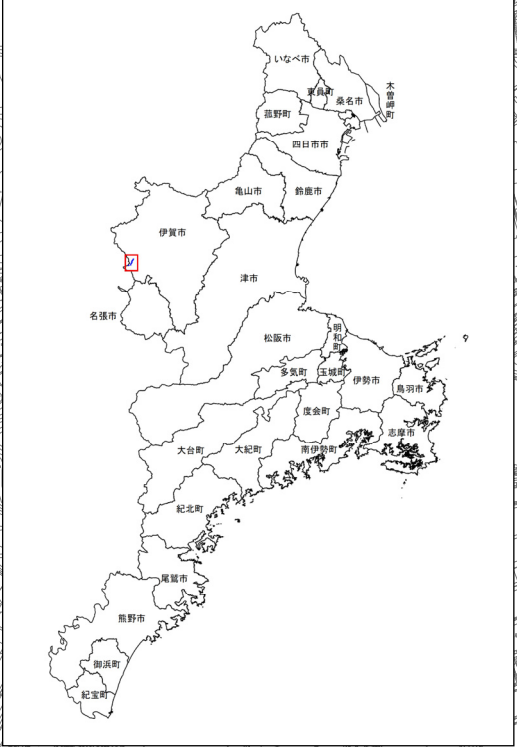 いなべ市
東員町
桑名市
木曽岬町
菰野町
四日市市
亀山市
鈴鹿市
伊賀市
津市
名張市
松阪市
明和町
多気町
玉城町
伊勢市
鳥羽市
度会町
志摩市
大台町
大紀町
南伊勢町
紀北町
尾鷲市
熊野市
御浜町
紀宝町